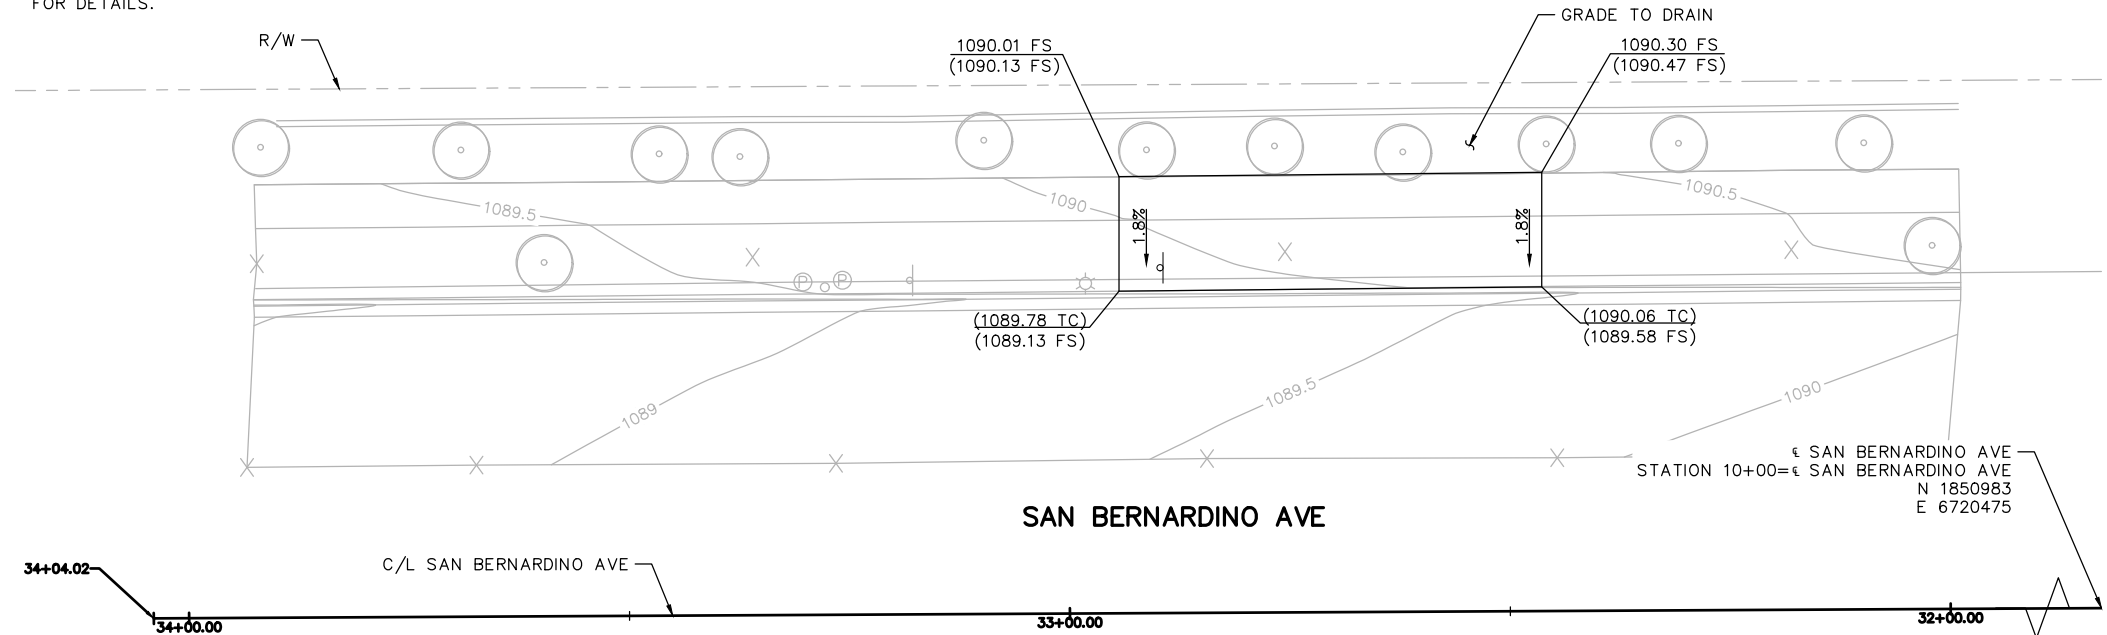 FOR DETAILS.
GRADE TO DRAIN
R/W
1090.01 FS
(1090.13 FS)
1090.30 FS
(1090.47 FS)
1089.5
1090
1090.5
1.8%
1.8%
P
P
(1089.78 TC)
(1089.13 FS)
(1090.06 TC)
(1089.58 FS)
1089
1089.5
1090
℄ SAN BERNARDINO AVE
STATION 10+00=℄ SAN BERNARDINO AVE
N 1850983
E 6720475
SAN BERNARDINO AVE
C/L SAN BERNARDINO AVE
34+04.02
34+00.00
33+00.00
32+00.00